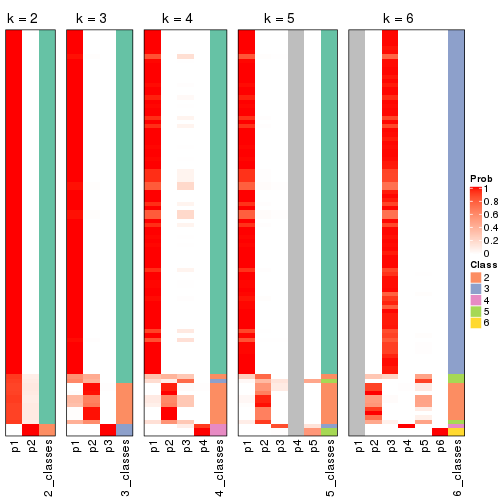 k = 2
k = 3
k = 4
k = 5
k = 6
Prob
1
0.8
0.6
0.4
0.2
0
Class
2
3
4
5
6
p1
p2
2_classes
p1
p2
p3
3_classes
p1
p2
p3
p4
4_classes
p1
p2
p3
p4
p5
5_classes
p1
p2
p3
p4
p5
p6
6_classes